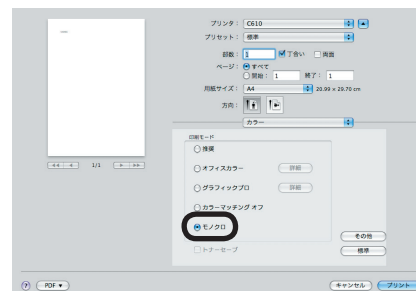 プリンタ： C610
プリセット： 標準
部数： 1 丁合い 両面
ページ： すべて
開始： 1 終了： 1
用紙サイズ： A4 20.99 x 29.70 cm
方向：
カラー
印刷モード
推奨
オフィスカラー 詳細
グラフィックプロ 詳細
カラーマッチング オフ
モノクロ
トナーセーブ
その他
標準
1/1
? PDF▼ キャンセル プリント